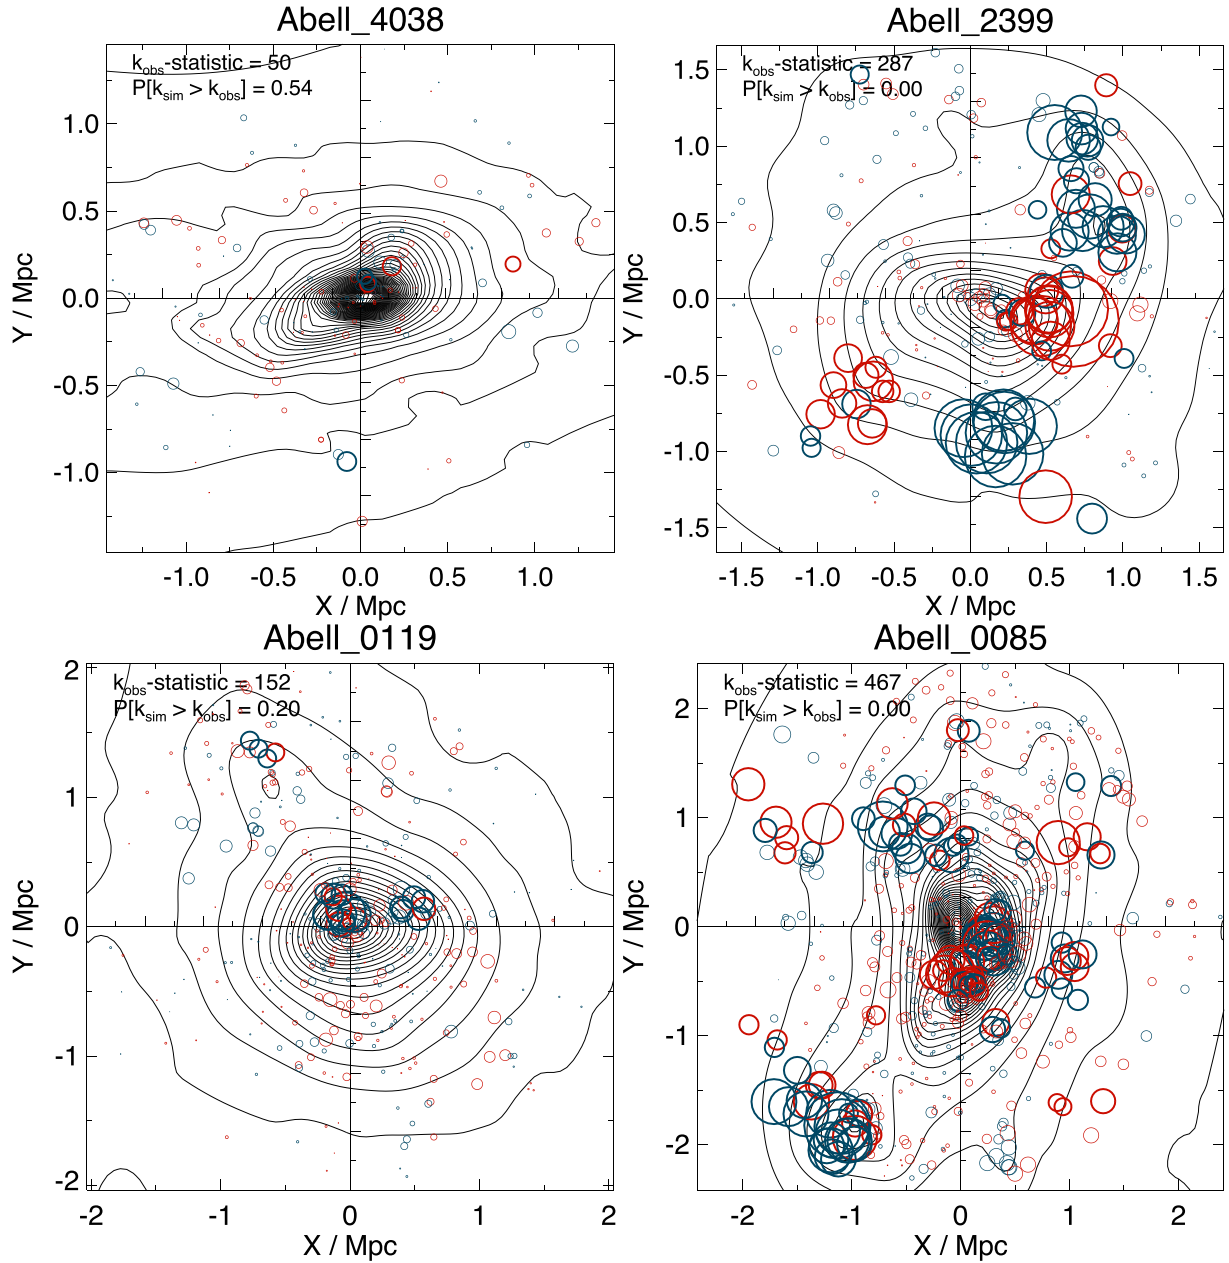 Abell_4038
k_obs-statistic = 50
P[k_sim > k_obs] = 0.54
1.0
0.5
0.0
-0.5
-1.0
Y / Mpc
-1.0 -0.5 0.0 0.5 1.0
X / Mpc
Abell_2399
k_obs-statistic = 287
P[k_sim > k_obs] = 0.00
1.5
1.0
0.5
0.0
-0.5
-1.0
-1.5
Y / Mpc
-1.5 -1.0 -0.5 0.0 0.5 1.0 1.5
X / Mpc
Abell_0119
k_obs-statistic = 152
P[k_sim > k_obs] = 0.20
2
1
0
-1
-2
Y / Mpc
-2 -1 0 1 2
X / Mpc
Abell_0085
k_obs-statistic = 467
P[k_sim > k_obs] = 0.00
2
1
0
-1
-2
Y / Mpc
-2 -1 0 1 2
X / Mpc